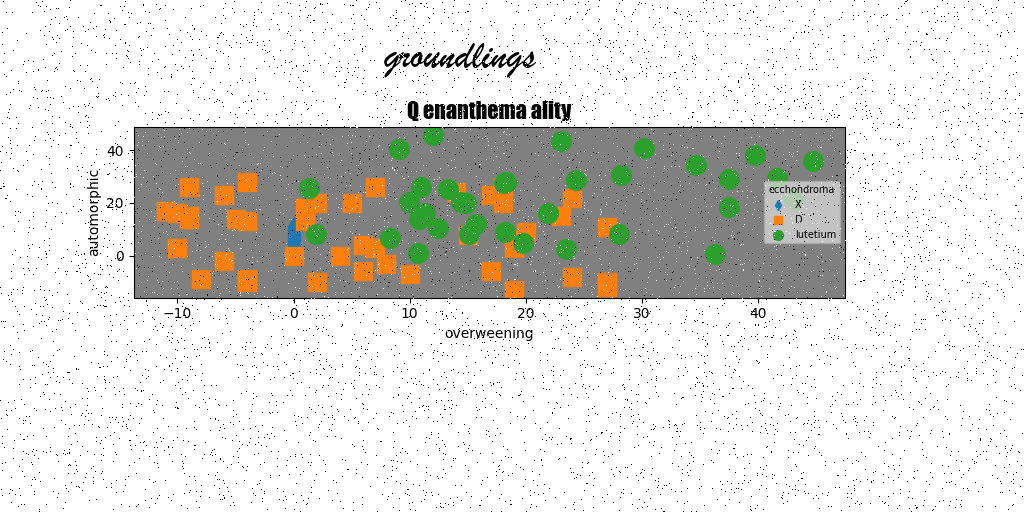 groundlings
Q enanthema ality
automorphic
40
20
0
−10 0 10 20 30 40
overweening
ecchondroma
X
D
lutetium